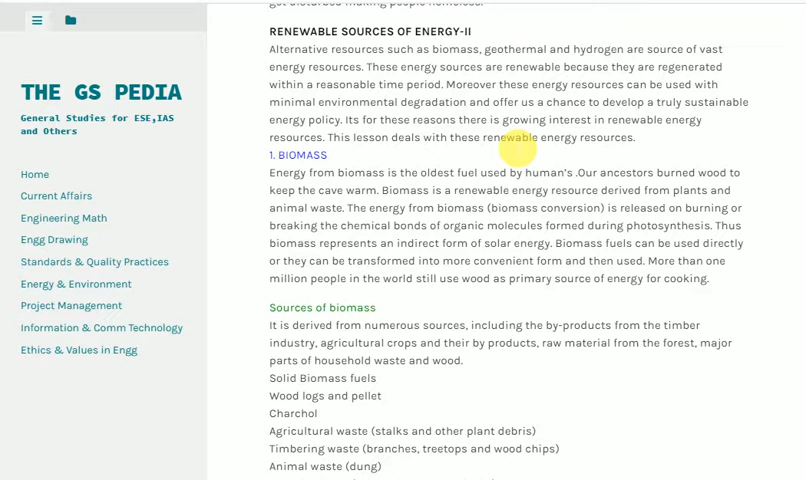 got disturbed making people homeless.
RENEWABLE SOURCES OF ENERGY-II
Alternative resources such as biomass, geothermal and hydrogen are source of vast
energy resources. These energy sources are renewable because they are regenerated
within a reasonable time period. Moreover these energy resources can be used with
minimal environmental degradation and offer us a chance to develop a truly sustainable
energy policy. Its for these reasons there is growing interest in renewable energy
resources. This lesson deals with these renewable energy resources.
1. BIOMASS
Energy from biomass is the oldest fuel used by human's .Our ancestors burned wood to
keep the cave warm. Biomass is a renewable energy resource derived from plants and
animal waste. The energy from biomass (biomass conversion) is released on burning or
breaking the chemical bonds of organic molecules formed during photosynthesis. Thus
biomass represents an indirect form of solar energy. Biomass fuels can be used directly
or they can be transformed into more convenient form and then used. More than one
million people in the world still use wood as primary source of energy for cooking.
Sources of biomass
It is derived from numerous sources, including the by-products from the timber
industry, agricultural crops and their by products, raw material from the forest, major
parts of household waste and wood.
Solid Biomass fuels
Wood logs and pellet
Charchol
Agricultural waste (stalks and other plant debris)
Timbering waste (branches, treetops and wood chips)
Animal waste (dung)
THE GS PEDIA
General Studies for ESE,IAS
and Others
Home
Current Affairs
Engineering Math
Engg Drawing
Standards & Quality Practices
Energy & Environment
Project Management
Information & Comm Technology
Ethics & Values in Engg